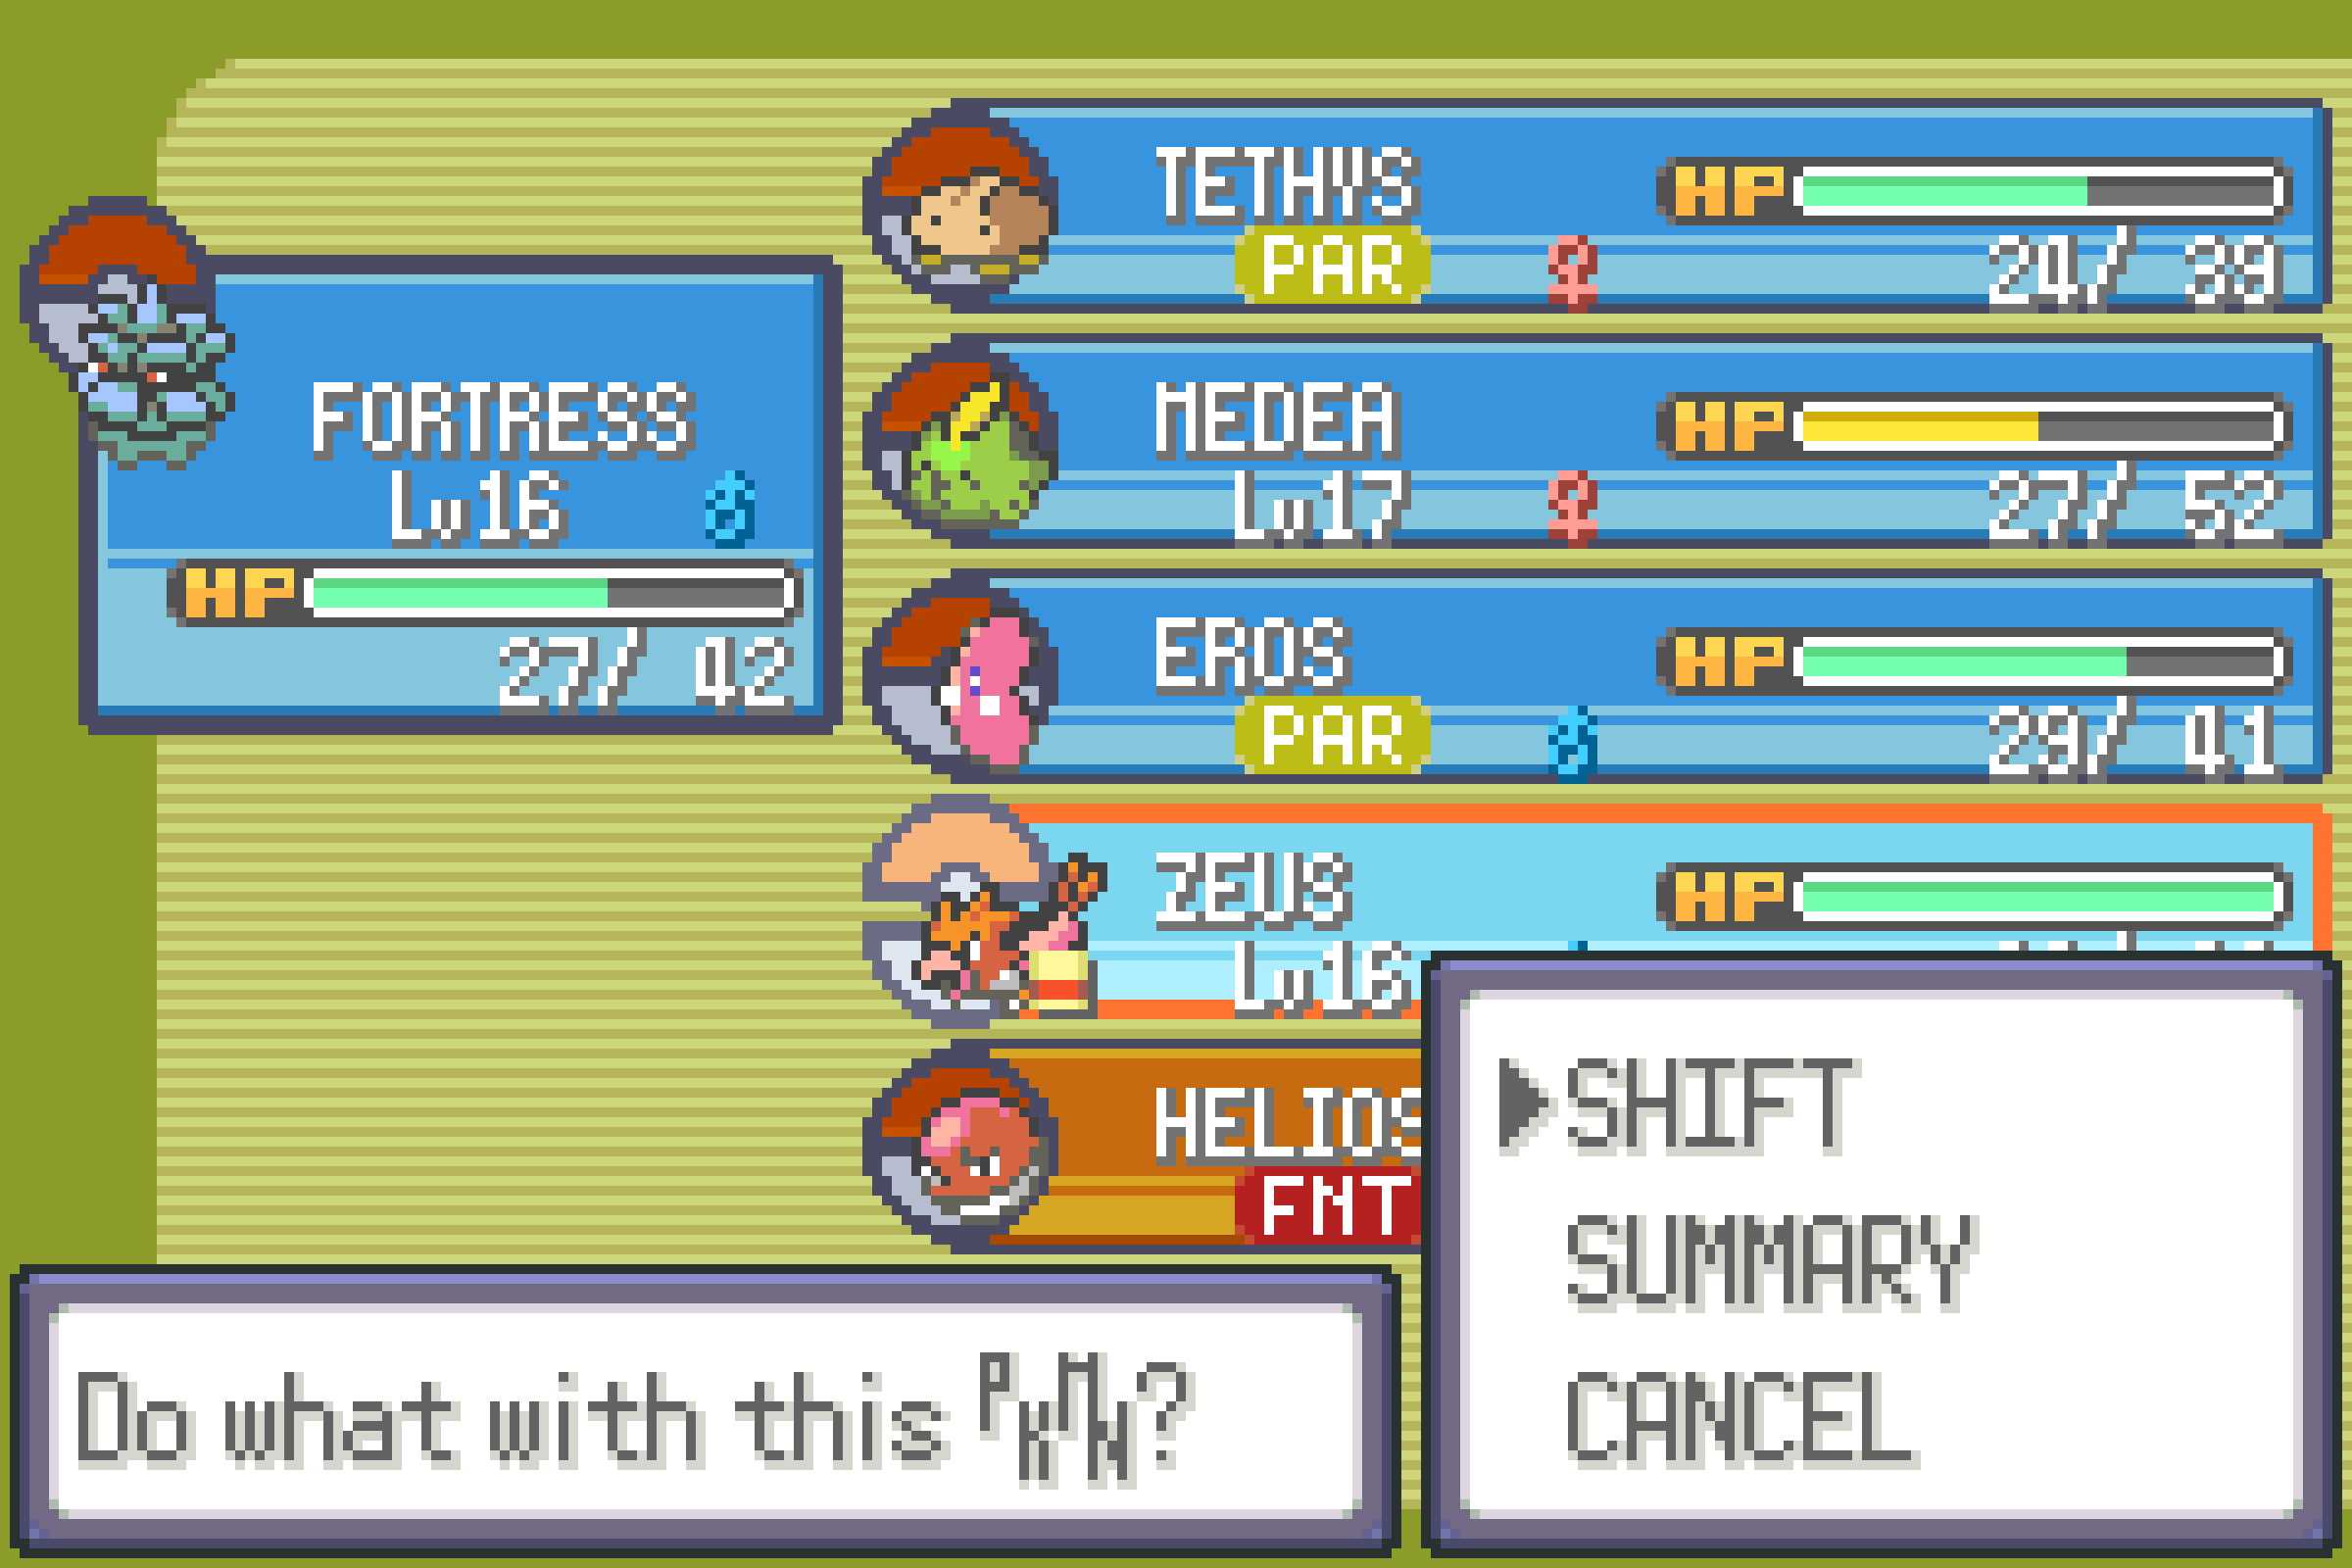 FORTRESS
Lv16 ♂
HP
27/ 42
TETHYS
HP
PAR ♀ 24/ 39
MEDEA
HP
Lv17 ♀ 27/ 52
EROS
HP
PAR ♂ 29/ 41
ZEUS
HP
Lv16
HELIOS
FNT
Do what with this PKMN?
▶SHIFT
SUMMARY
CANCEL